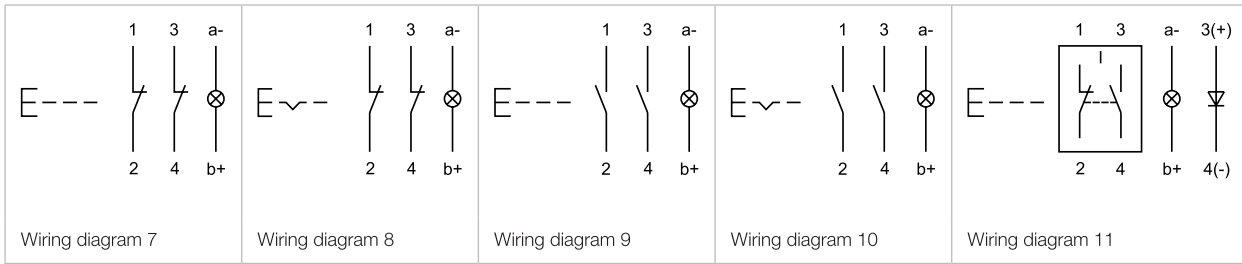 1 3 a- 1 3 a- 1 3 a- 1 3 a- 1 3 a- 3(+)
2 4 b+ 2 4 b+ 2 4 b+ 2 4 b+ 2 4 b+ 4(-)
Wiring diagram 7 Wiring diagram 8 Wiring diagram 9 Wiring diagram 10 Wiring diagram 11